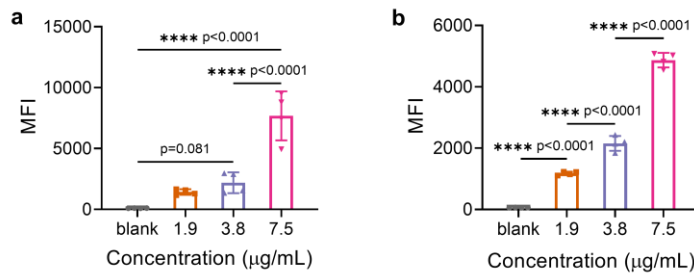 a
**** p<0.0001
**** p<0.0001
p=0.081
MFI
15000
10000
5000
0
blank 1.9 3.8 7.5
Concentration (μg/mL)
b
**** p<0.0001
**** p<0.0001
**** p<0.0001
MFI
6000
4000
2000
0
blank 1.9 3.8 7.5
Concentration (μg/mL)